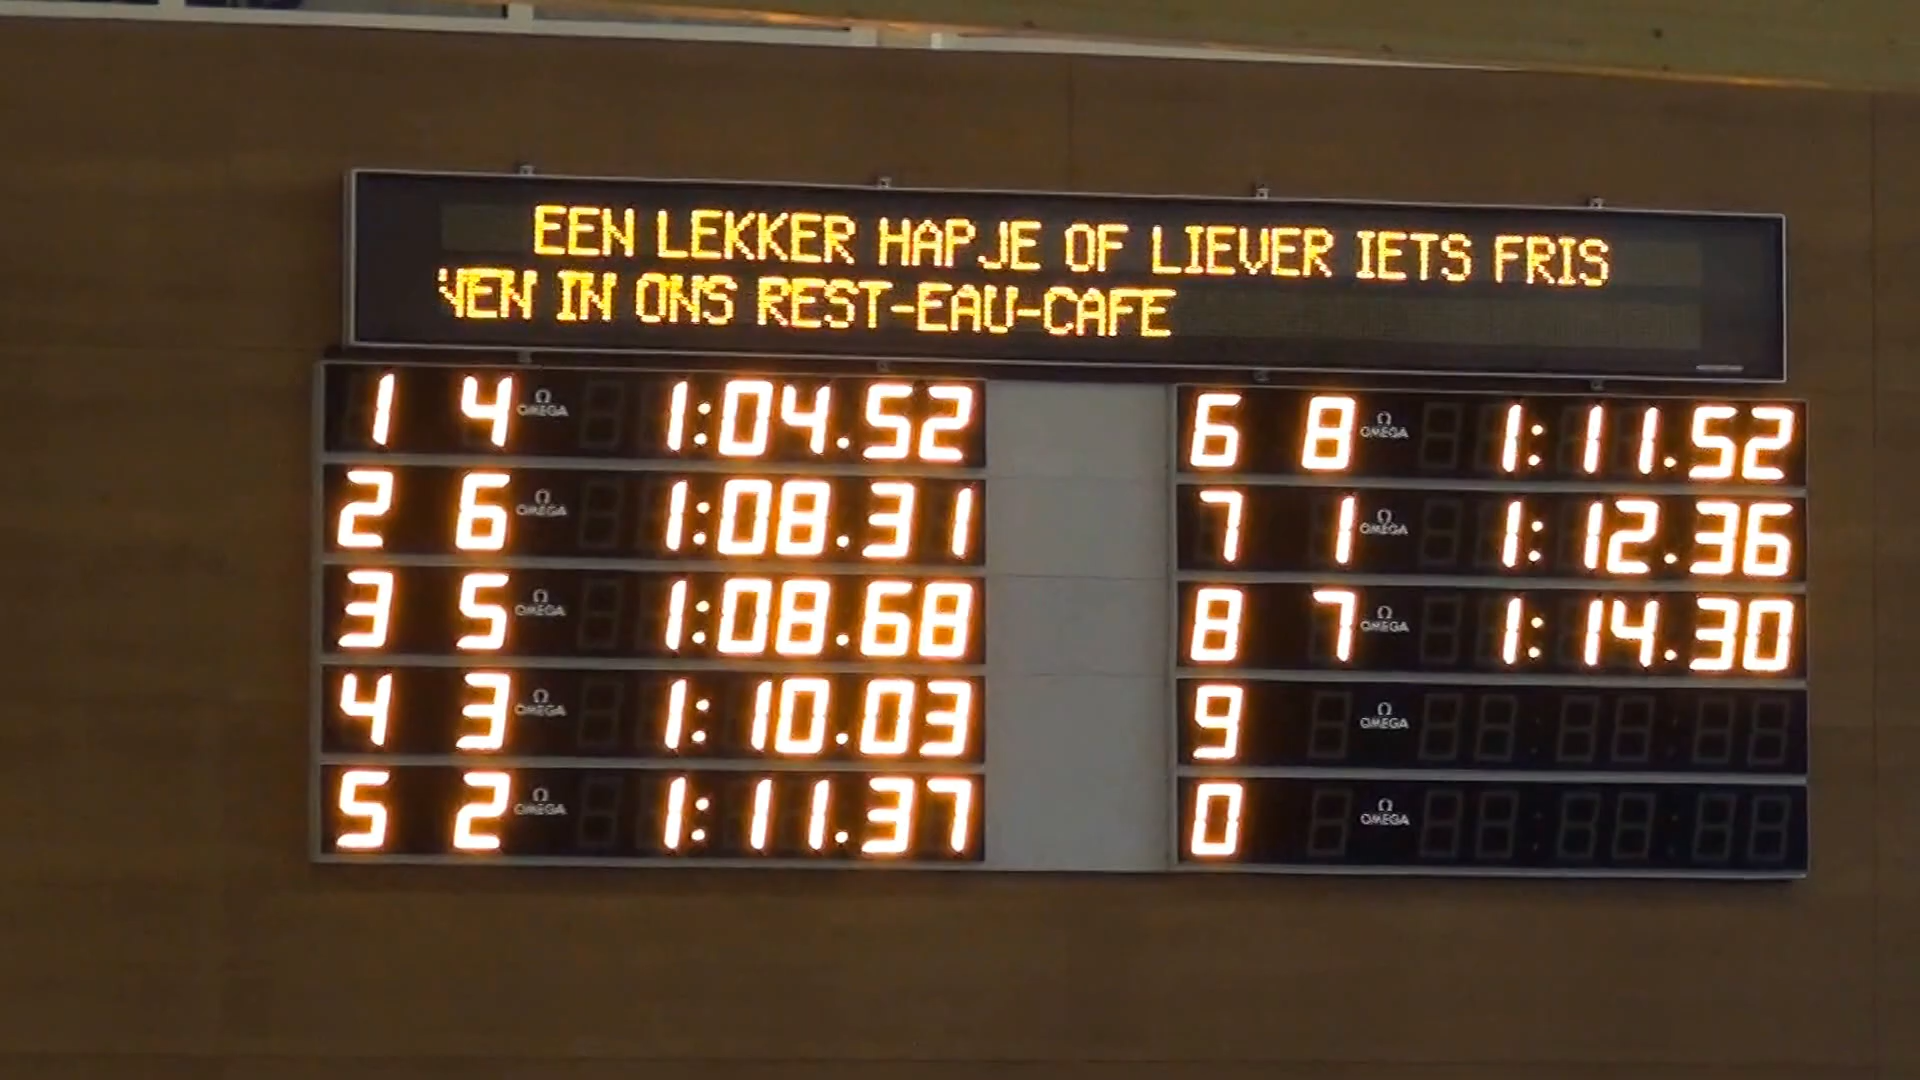 EEN LEKKER HAPJE OF LIEVER IETS FRIS
IN ONS REST-EAU-CAFE
1 4 Ω OMEGA 1:04.52
2 6 Ω OMEGA 1:08.31
3 5 Ω OMEGA 1:08.68
4 3 Ω OMEGA 1:10.03
5 2 Ω OMEGA 1:11.37
6 8 Ω OMEGA 1:11.52
7 1 Ω OMEGA 1:12.36
8 7 Ω OMEGA 1:14.30
9 Ω OMEGA
0 Ω OMEGA